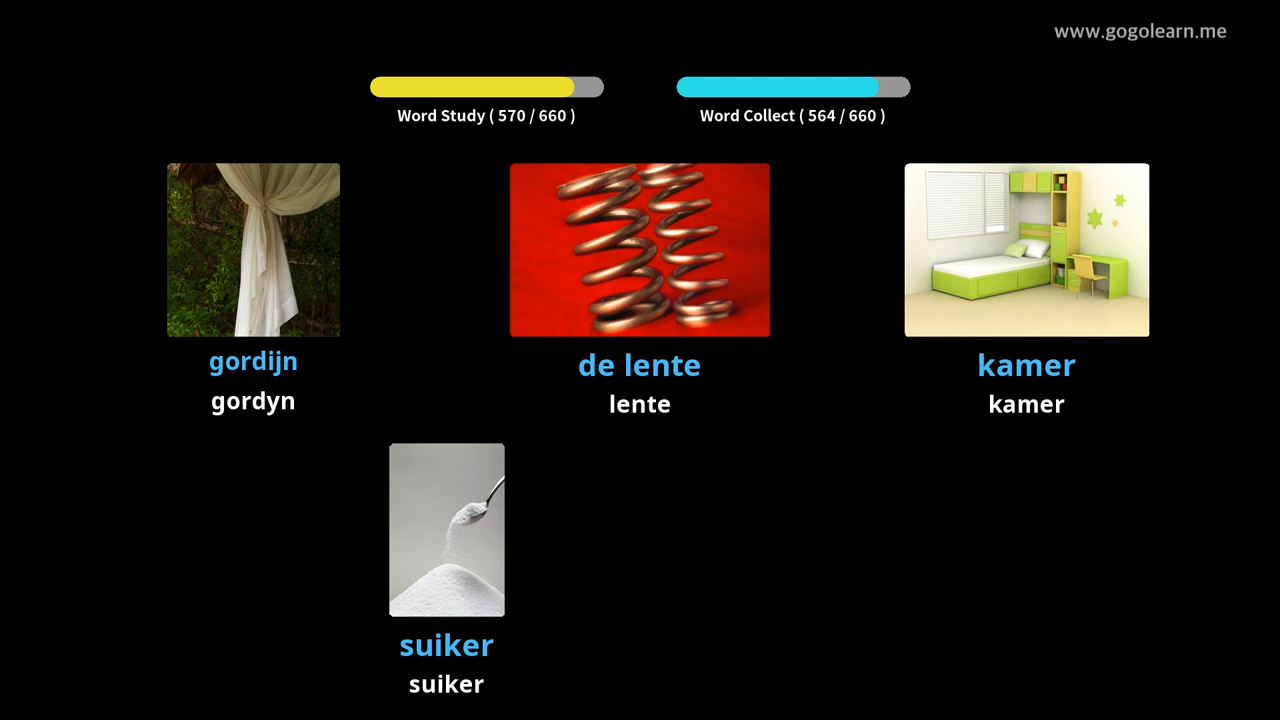 www.gogolearn.me
Word Study ( 570 / 660 )
Word Collect ( 564 / 660 )
gordijn
gordyn
de lente
lente
kamer
kamer
suiker
suiker